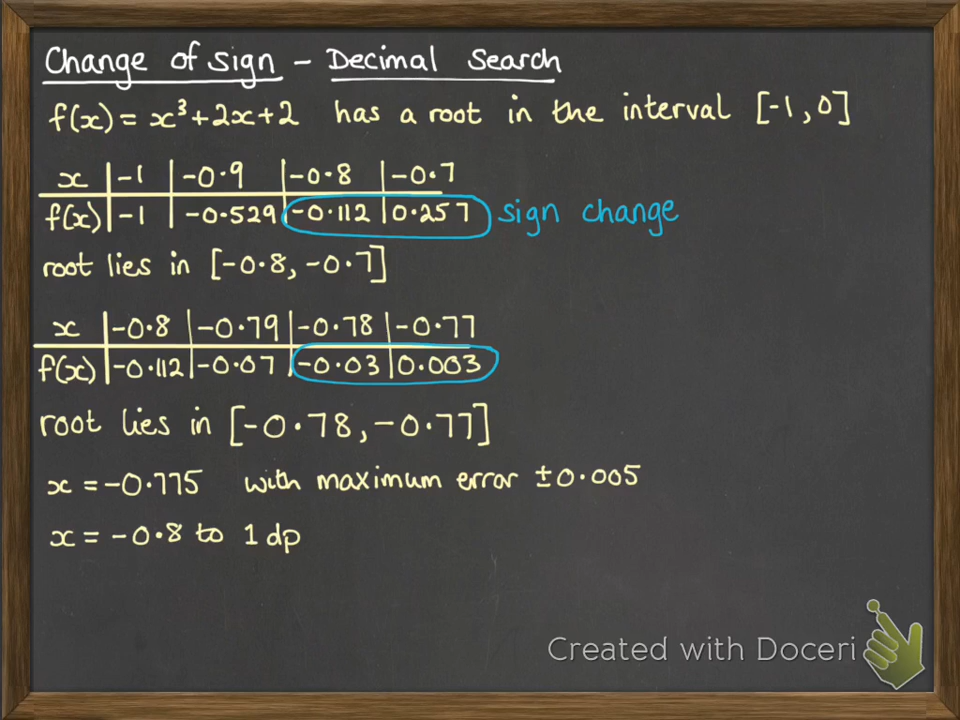 Change of sign - Decimal Search
f(x) = x³+2x+2 has a root in the interval [-1, 0]
x | -1 | -0.9 | -0.8 | -0.7
f(x) | -1 | -0.529 | -0.112 | 0.257 sign change
root lies in [-0.8, -0.7]
x | -0.8 | -0.79 | -0.78 | -0.77
f(x) | -0.112 | -0.07 | -0.03 | 0.003
root lies in [-0.78, -0.77]
x = -0.775 with maximum error ±0.005
x = -0.8 to 1 dp
Created with Doceri